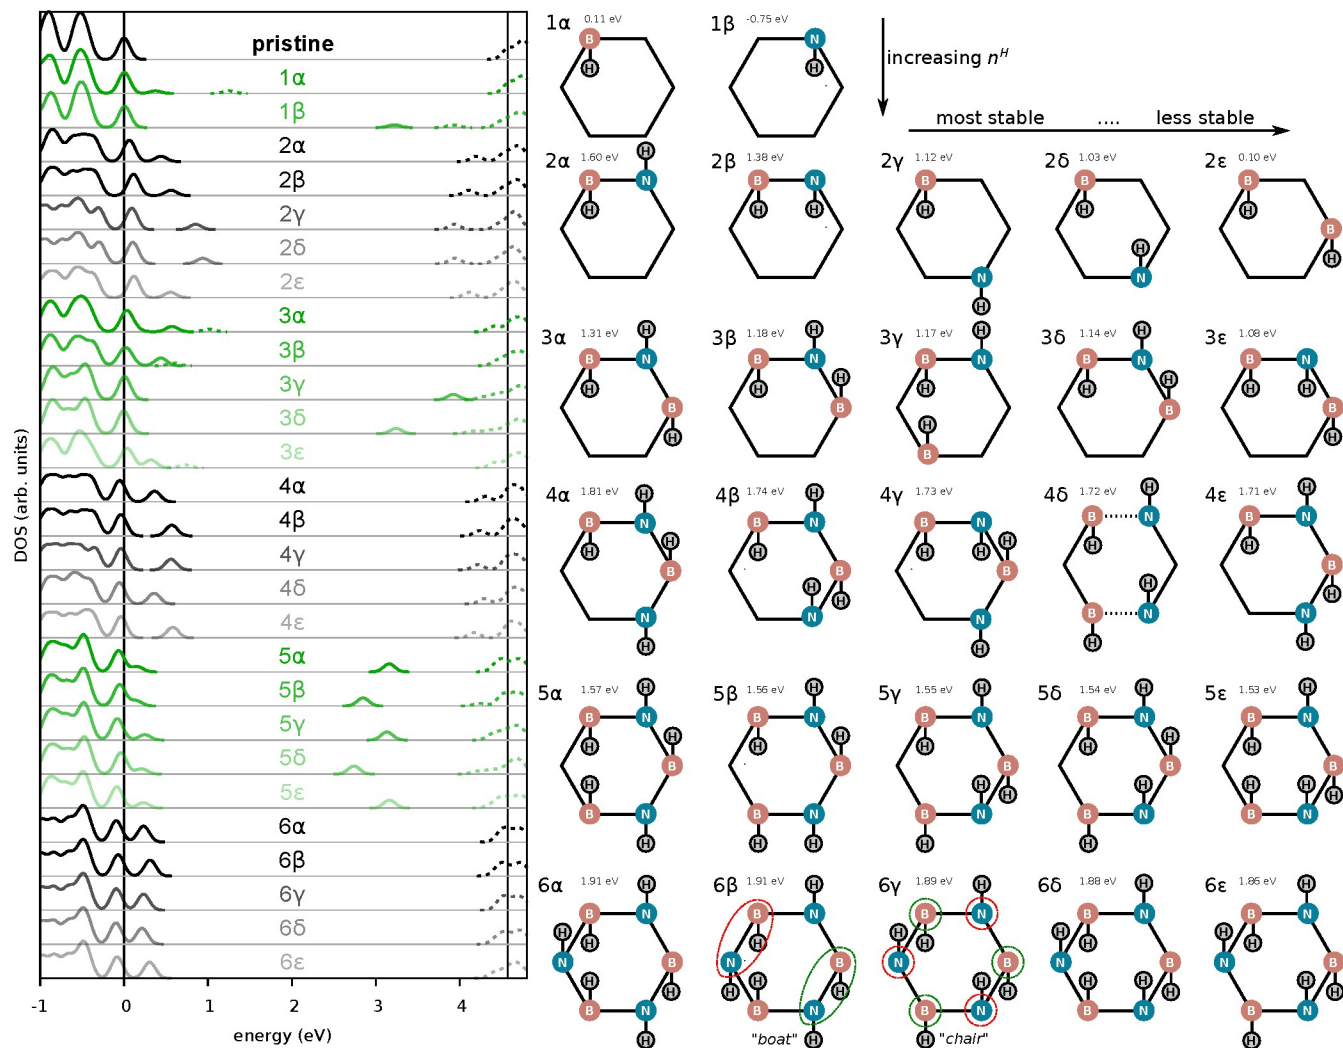 DOS (arb. units)
pristine
1α
1β
2α
2β
2γ
2δ
2ε
3α
3β
3γ
3δ
3ε
4α
4β
4γ
4δ
4ε
5α
5β
5γ
5δ
5ε
6α
6β
6γ
6δ
6ε
-1 0 1 2 3 4
energy (eV)
1α 0.11 eV
B
H
1β -0.75 eV
N
H
increasing n^H
most stable .... less stable
2α 1.60 eV
H
B N
H
2β 1.38 eV
B N
H H
2γ 1.12 eV
B
H
N
H
2δ 1.03 eV
B
H
H
N
2ε 0.10 eV
B
H
B
H
3α 1.31 eV
H
B N
H
B
H
3β 1.18 eV
H
B N
H H
B
3γ 1.17 eV
H
B N
H
H
B
3δ 1.14 eV
H
B N
H H
B
3ε 1.08 eV
B N
H H
B
H
4α 1.81 eV
H
B N
H H
B
N
H
4β 1.74 eV
H
B N
H
B
H H
N
4γ 1.73 eV
B N
H H H
B
N
H
4δ 1.72 eV
H
B N
H
H
B N
H
4ε 1.71 eV
H
B N
H
B
H
N
H
5α 1.57 eV
H
B N
H H
B
H
B N
H
5β 1.56 eV
H
B N
H H
B
B N
H H
5γ 1.55 eV
H
B N
H
B
H H
B N
H
5δ 1.54 eV
H
B N
H H
B
H H
B N
5ε 1.53 eV
H
B N
H
B
H H H
B N
6α 1.91 eV
H
B N
H H
N B
H H
B N
H
6β 1.91 eV
H
B N
H
N B
H H H
B N
"boat" H
6γ 1.89 eV
H
B N
H H
N B
H H
B N
H "chair"
6δ 1.88 eV
H
B N
H H
N B
H H H
B N
6ε 1.86 eV
H
B N
H H
N B
H H
B N
H